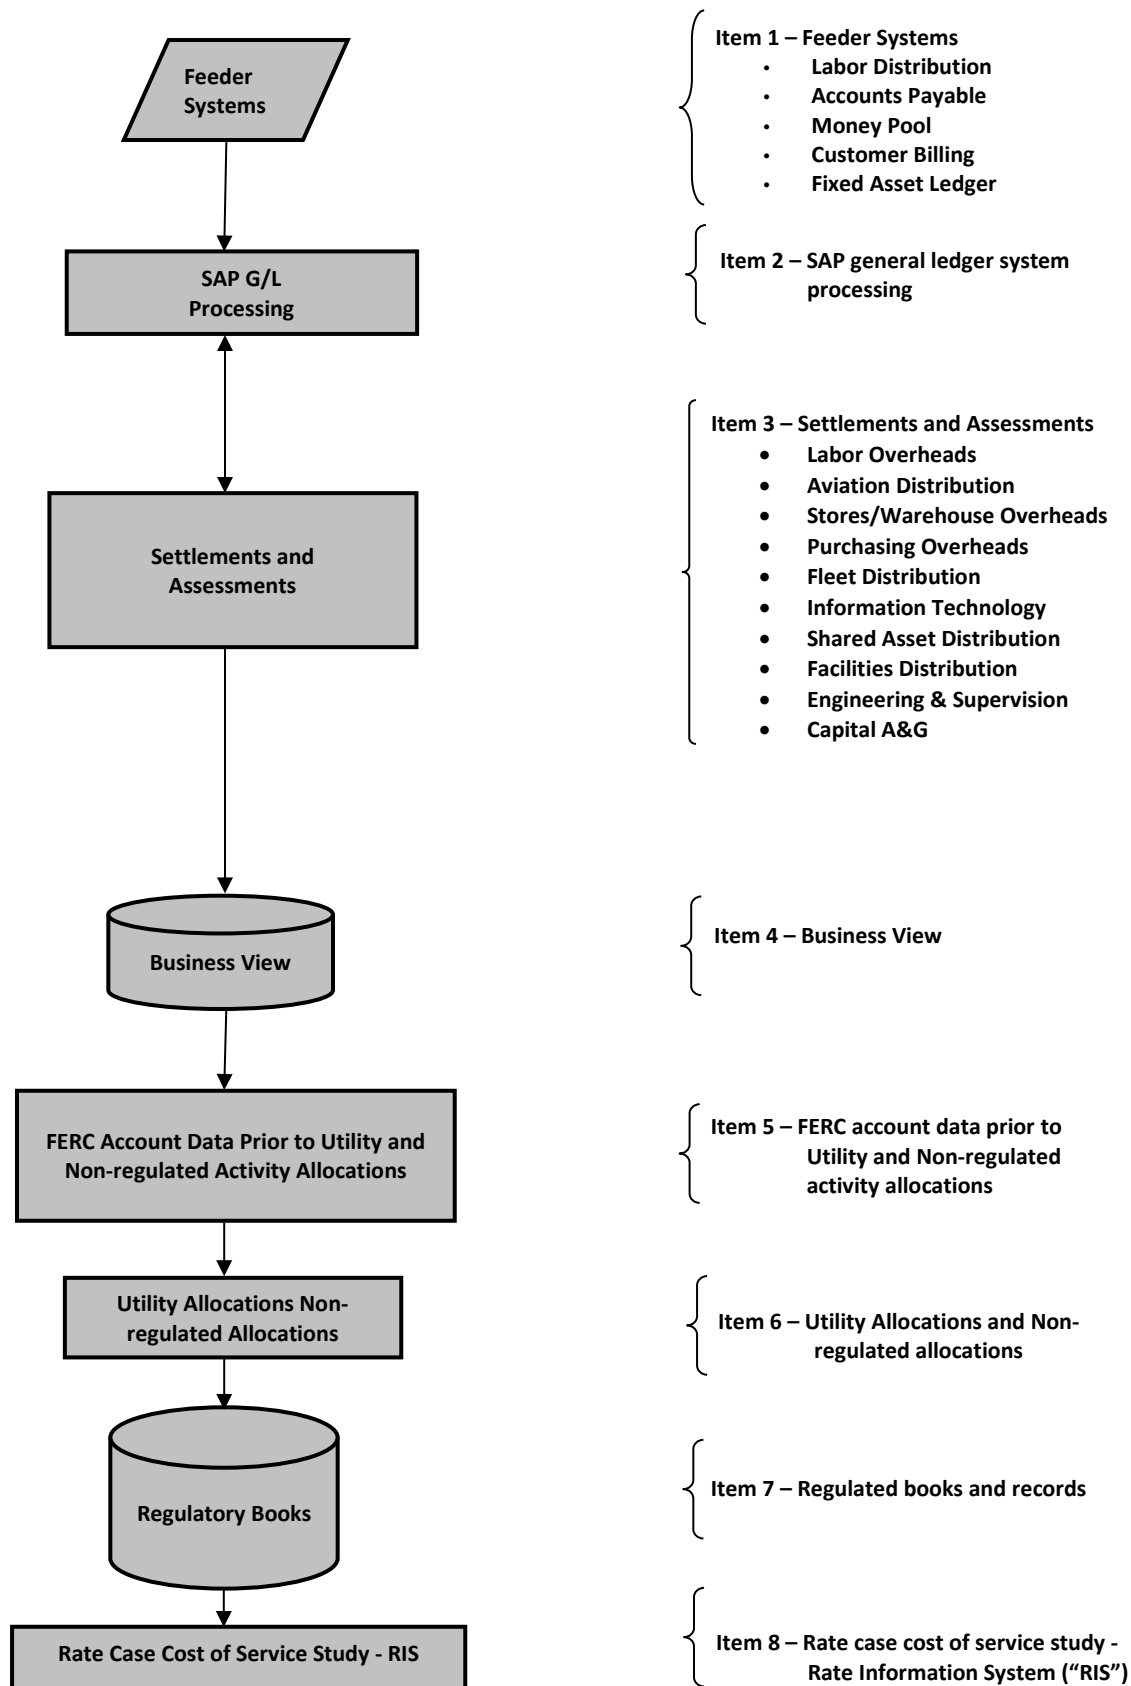 Feeder
Systems
Item 1 – Feeder Systems
• Labor Distribution
• Accounts Payable
• Money Pool
• Customer Billing
• Fixed Asset Ledger
SAP G/L
Processing
Item 2 – SAP general ledger system
processing
Settlements and
Assessments
Item 3 – Settlements and Assessments
• Labor Overheads
• Aviation Distribution
• Stores/Warehouse Overheads
• Purchasing Overheads
• Fleet Distribution
• Information Technology
• Shared Asset Distribution
• Facilities Distribution
• Engineering & Supervision
• Capital A&G
Business View
Item 4 – Business View
FERC Account Data Prior to Utility and
Non-regulated Activity Allocations
Item 5 – FERC account data prior to
Utility and Non-regulated
activity allocations
Utility Allocations Non-
regulated Allocations
Item 6 – Utility Allocations and Non-
regulated allocations
Regulatory Books
Item 7 – Regulated books and records
Rate Case Cost of Service Study - RIS
Item 8 – Rate case cost of service study -
Rate Information System (“RIS”)